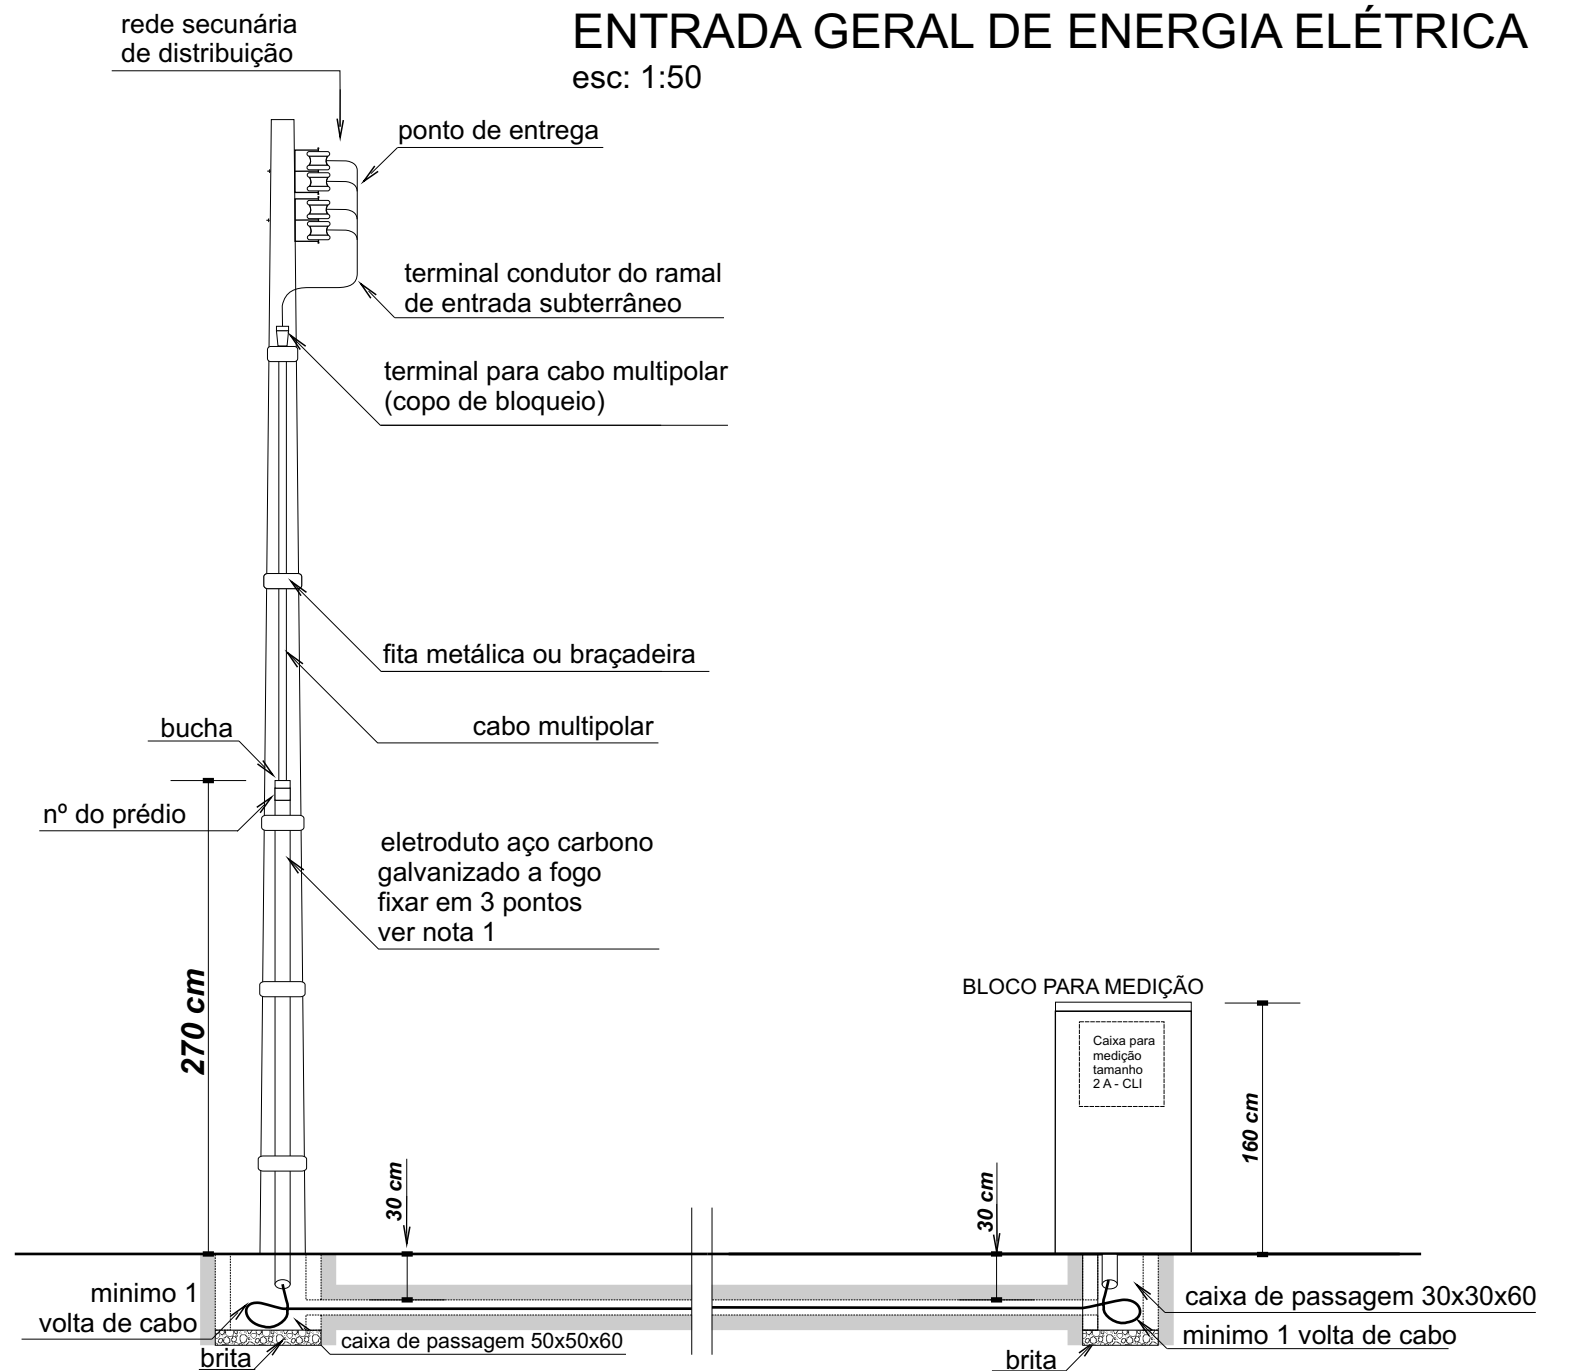 rede secunária
de distribuição
ENTRADA GERAL DE ENERGIA ELÉTRICA
esc: 1:50
ponto de entrega
terminal condutor do ramal
de entrada subterrâneo
terminal para cabo multipolar
(copo de bloqueio)
fita metálica ou braçadeira
cabo multipolar
bucha
nº do prédio
eletroduto aço carbono
galvanizado a fogo
fixar em 3 pontos
ver nota 1
270 cm
BLOCO PARA MEDIÇÃO
Caixa para
medição
tamanho
2 A - CLI
160 cm
30 cm
30 cm
minimo 1
volta de cabo
caixa de passagem 50x50x60
brita
caixa de passagem 30x30x60
minimo 1 volta de cabo
brita